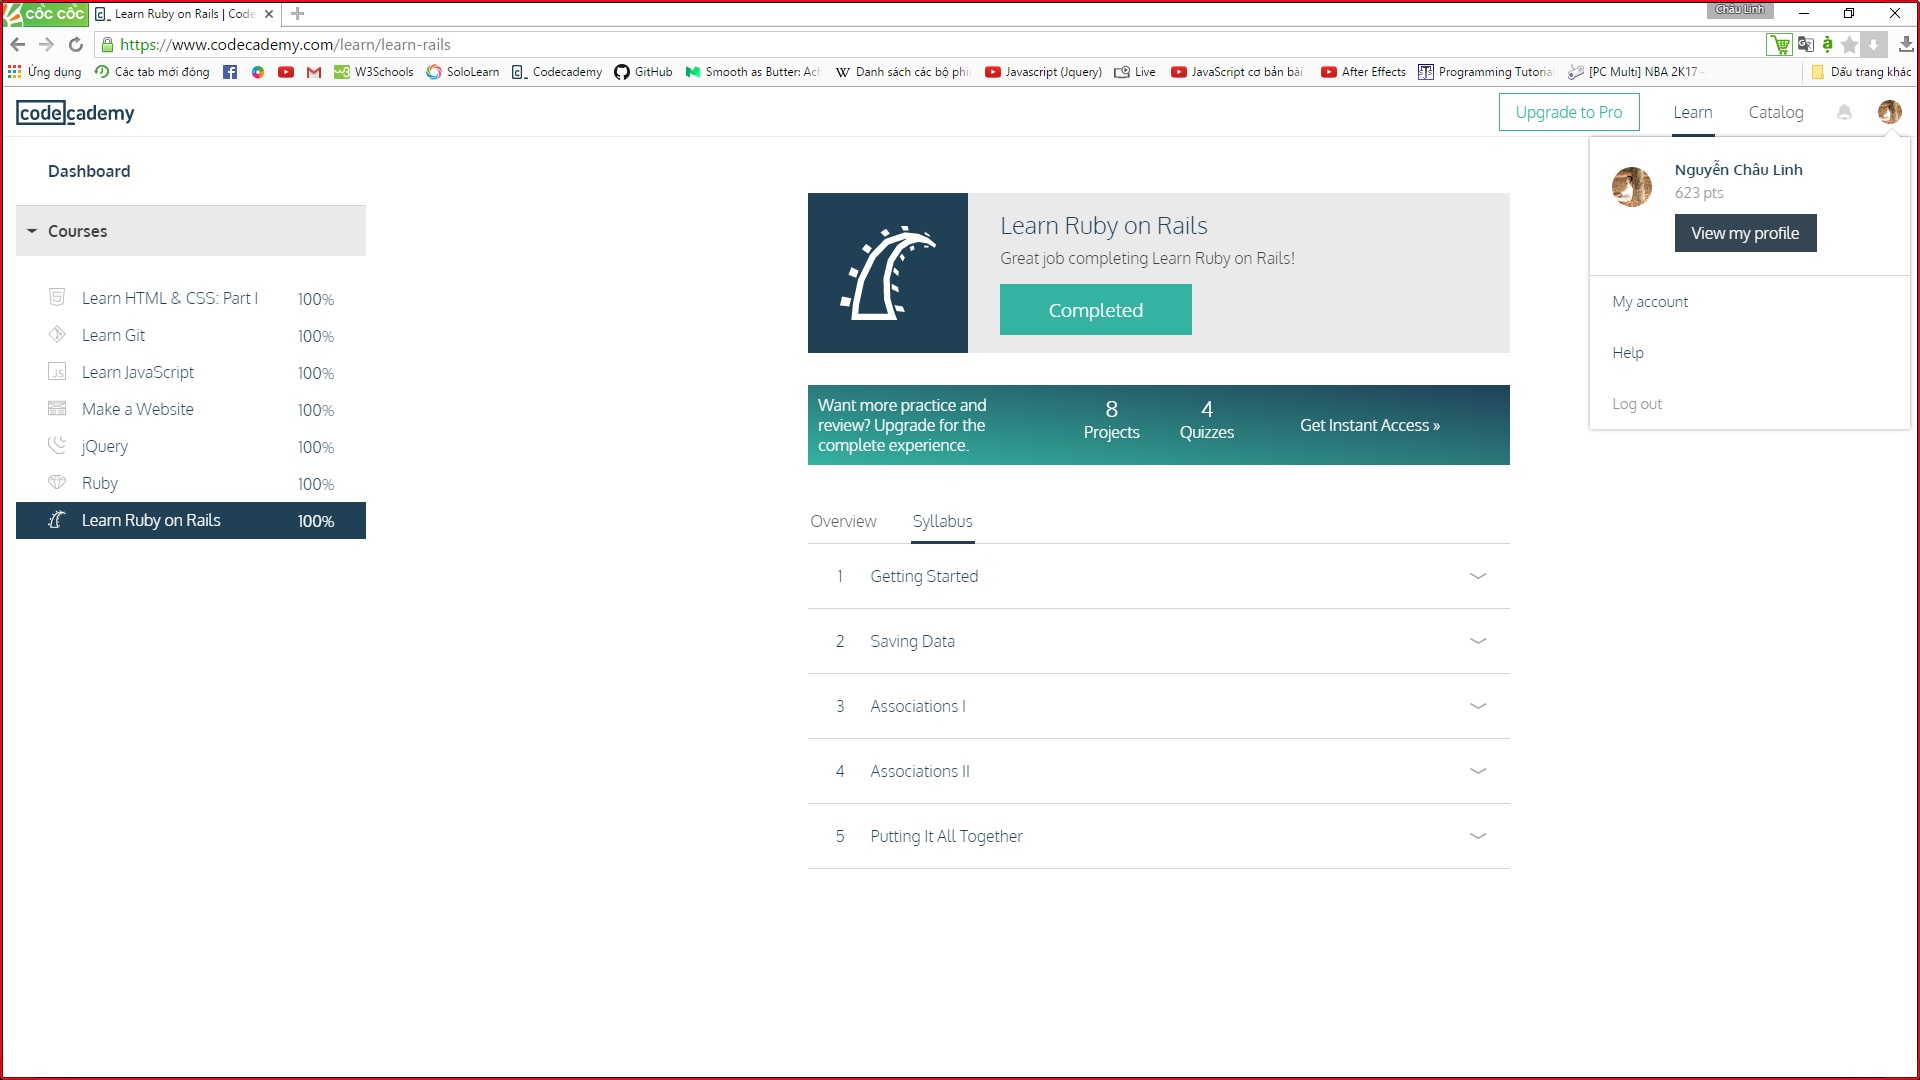 cốc cốc
Learn Ruby on Rails | Code
Châu Linh
https://www.codecademy.com/learn/learn-rails
Ứng dụng
Các tab mới đóng
W3Schools
SoloLearn
Codecademy
GitHub
Smooth as Butter: Ach
Danh sách các bộ phim
Javascript (Jquery)
Live
JavaScript cơ bản bài
After Effects
Programming Tutorial
[PC Multi] NBA 2K17 -
Dấu trang khác
codecademy
Upgrade to Pro
Learn
Catalog
Dashboard
Courses
Learn HTML & CSS: Part I 100%
Learn Git 100%
JS Learn JavaScript 100%
Make a Website 100%
jQuery 100%
Ruby 100%
Learn Ruby on Rails 100%
Learn Ruby on Rails
Great job completing Learn Ruby on Rails!
Completed
Want more practice and
review? Upgrade for the
complete experience.
8
Projects
4
Quizzes
Get Instant Access »
Overview
Syllabus
1 Getting Started
2 Saving Data
3 Associations I
4 Associations II
5 Putting It All Together
Nguyễn Châu Linh
623 pts
View my profile
My account
Help
Log out